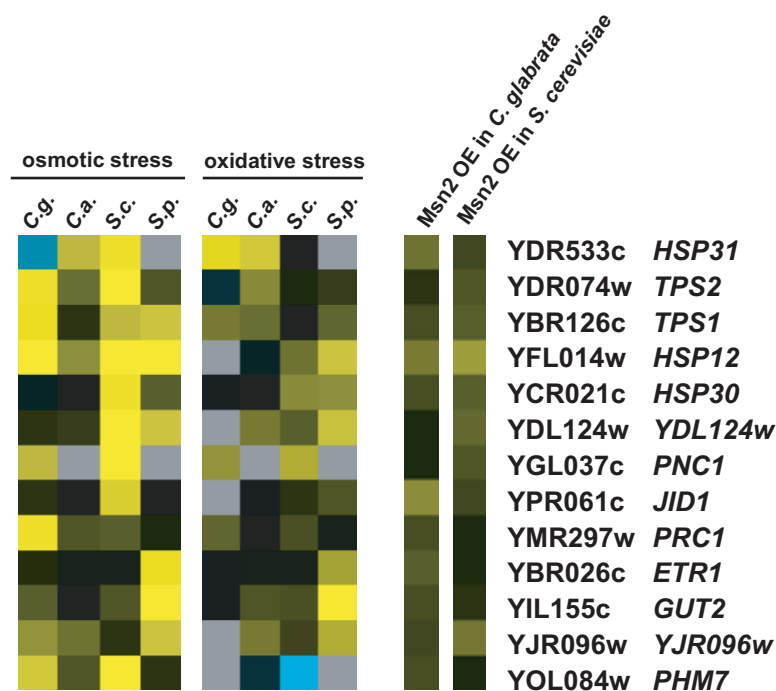 Msn2 OE in C. glabrata
Msn2 OE in S. cerevisiae
osmotic stress oxidative stress
C.g. C.a. S.c. S.p. C.g. C.a. S.c. S.p.
YDR533c HSP31
YDR074w TPS2
YBR126c TPS1
YFL014w HSP12
YCR021c HSP30
YDL124w YDL124w
YGL037c PNC1
YPR061c JID1
YMR297w PRC1
YBR026c ETR1
YIL155c GUT2
YJR096w YJR096w
YOL084w PHM7